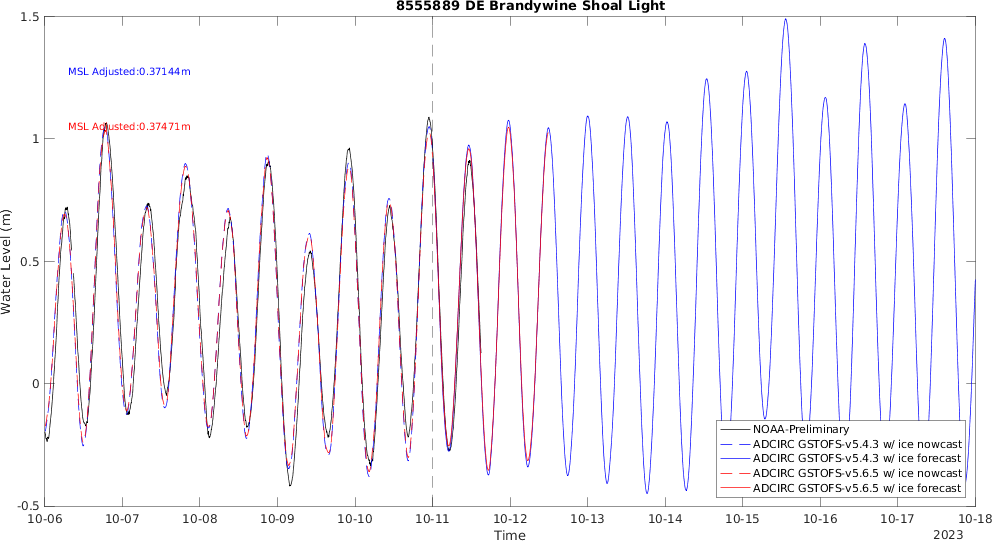 8555889 DE Brandywine Shoal Light
1.5
MSL Adjusted:0.37144m
MSL Adjusted:0.37471m
1
0.5
0
-0.5
Water Level (m)
NOAA-Preliminary
ADCIRC GSTOFS-v5.4.3 w/ ice nowcast
ADCIRC GSTOFS-v5.4.3 w/ ice forecast
ADCIRC GSTOFS-v5.6.5 w/ ice nowcast
ADCIRC GSTOFS-v5.6.5 w/ ice forecast
10-06 10-07 10-08 10-09 10-10 10-11 10-12 10-13 10-14 10-15 10-16 10-17 10-18
Time
2023